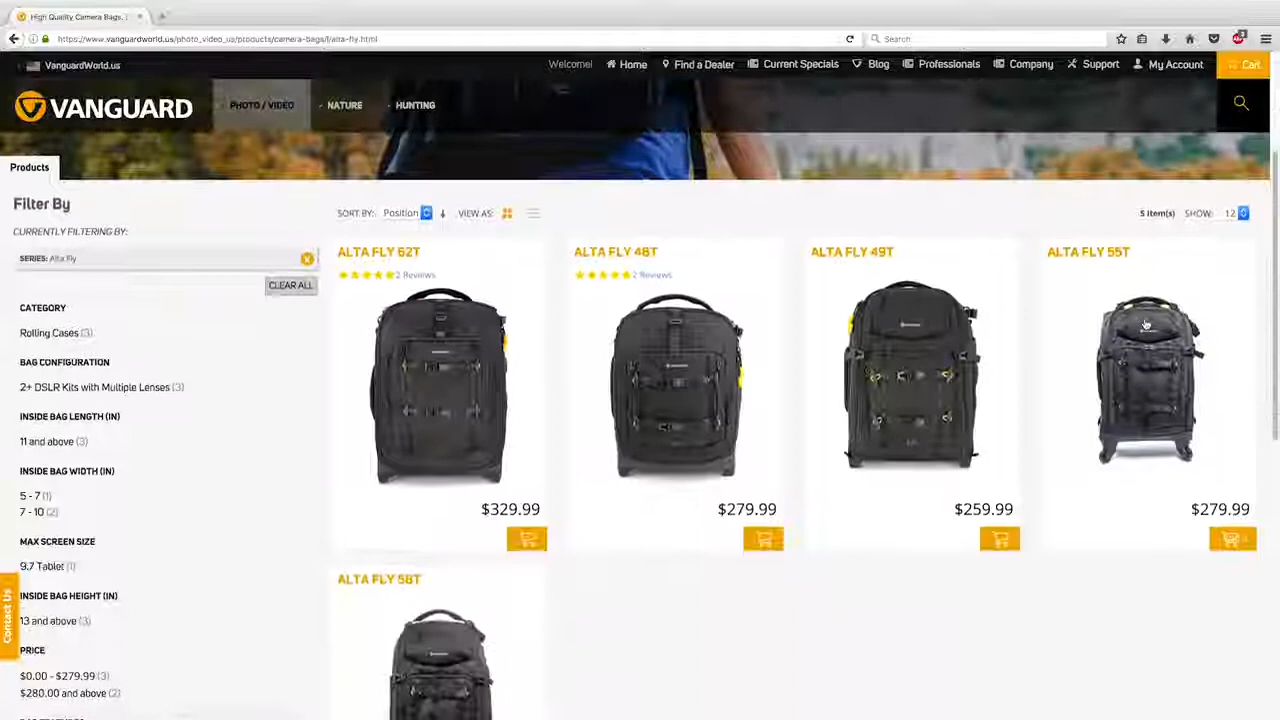 High Quality Camera Bags,
https://www.vanguardworld.us/photo_video_us/products/camera-bags/f/alta-fly.html
Search
VanguardWorld.us
Welcome!
Home
Find a Dealer
Current Specials
Blog
Professionals
Company
Support
My Account
Cart
VANGUARD
PHOTO / VIDEO
NATURE
HUNTING
Products
Filter By
CURRENTLY FILTERING BY:
SERIES: Alta Fly
CLEAR ALL
CATEGORY
Rolling Cases (3)
BAG CONFIGURATION
2+ DSLR Kits with Multiple Lenses (3)
INSIDE BAG LENGTH (IN)
11 and above (3)
INSIDE BAG WIDTH (IN)
5 - 7 (1)
7 - 10 (2)
MAX SCREEN SIZE
9.7 Tablet (1)
INSIDE BAG HEIGHT (IN)
13 and above (3)
PRICE
$0.00 - $279.99 (3)
$280.00 and above (2)
Contact Us
SORT BY: Position
VIEW AS:
5 Item(s)
SHOW: 12
ALTA FLY 62T
2 Reviews
$329.99
ALTA FLY 48T
2 Reviews
$279.99
ALTA FLY 49T
$259.99
ALTA FLY 55T
$279.99
ALTA FLY 58T